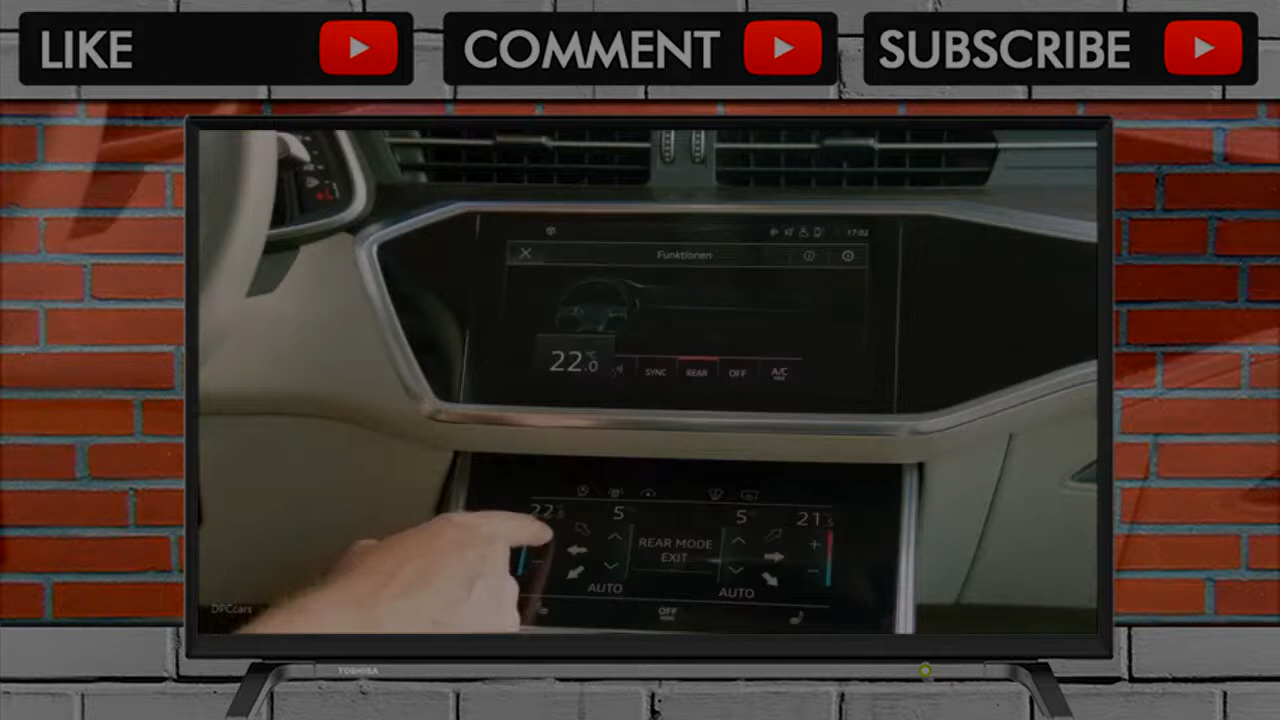 LIKE
COMMENT
SUBSCRIBE
17:02
Funktionen
22.0
SYNC
REAR
OFF
A/C
5
5
21.5
REAR MODE
EXIT
AUTO
AUTO
OFF
DPCcars
TOSHIBA